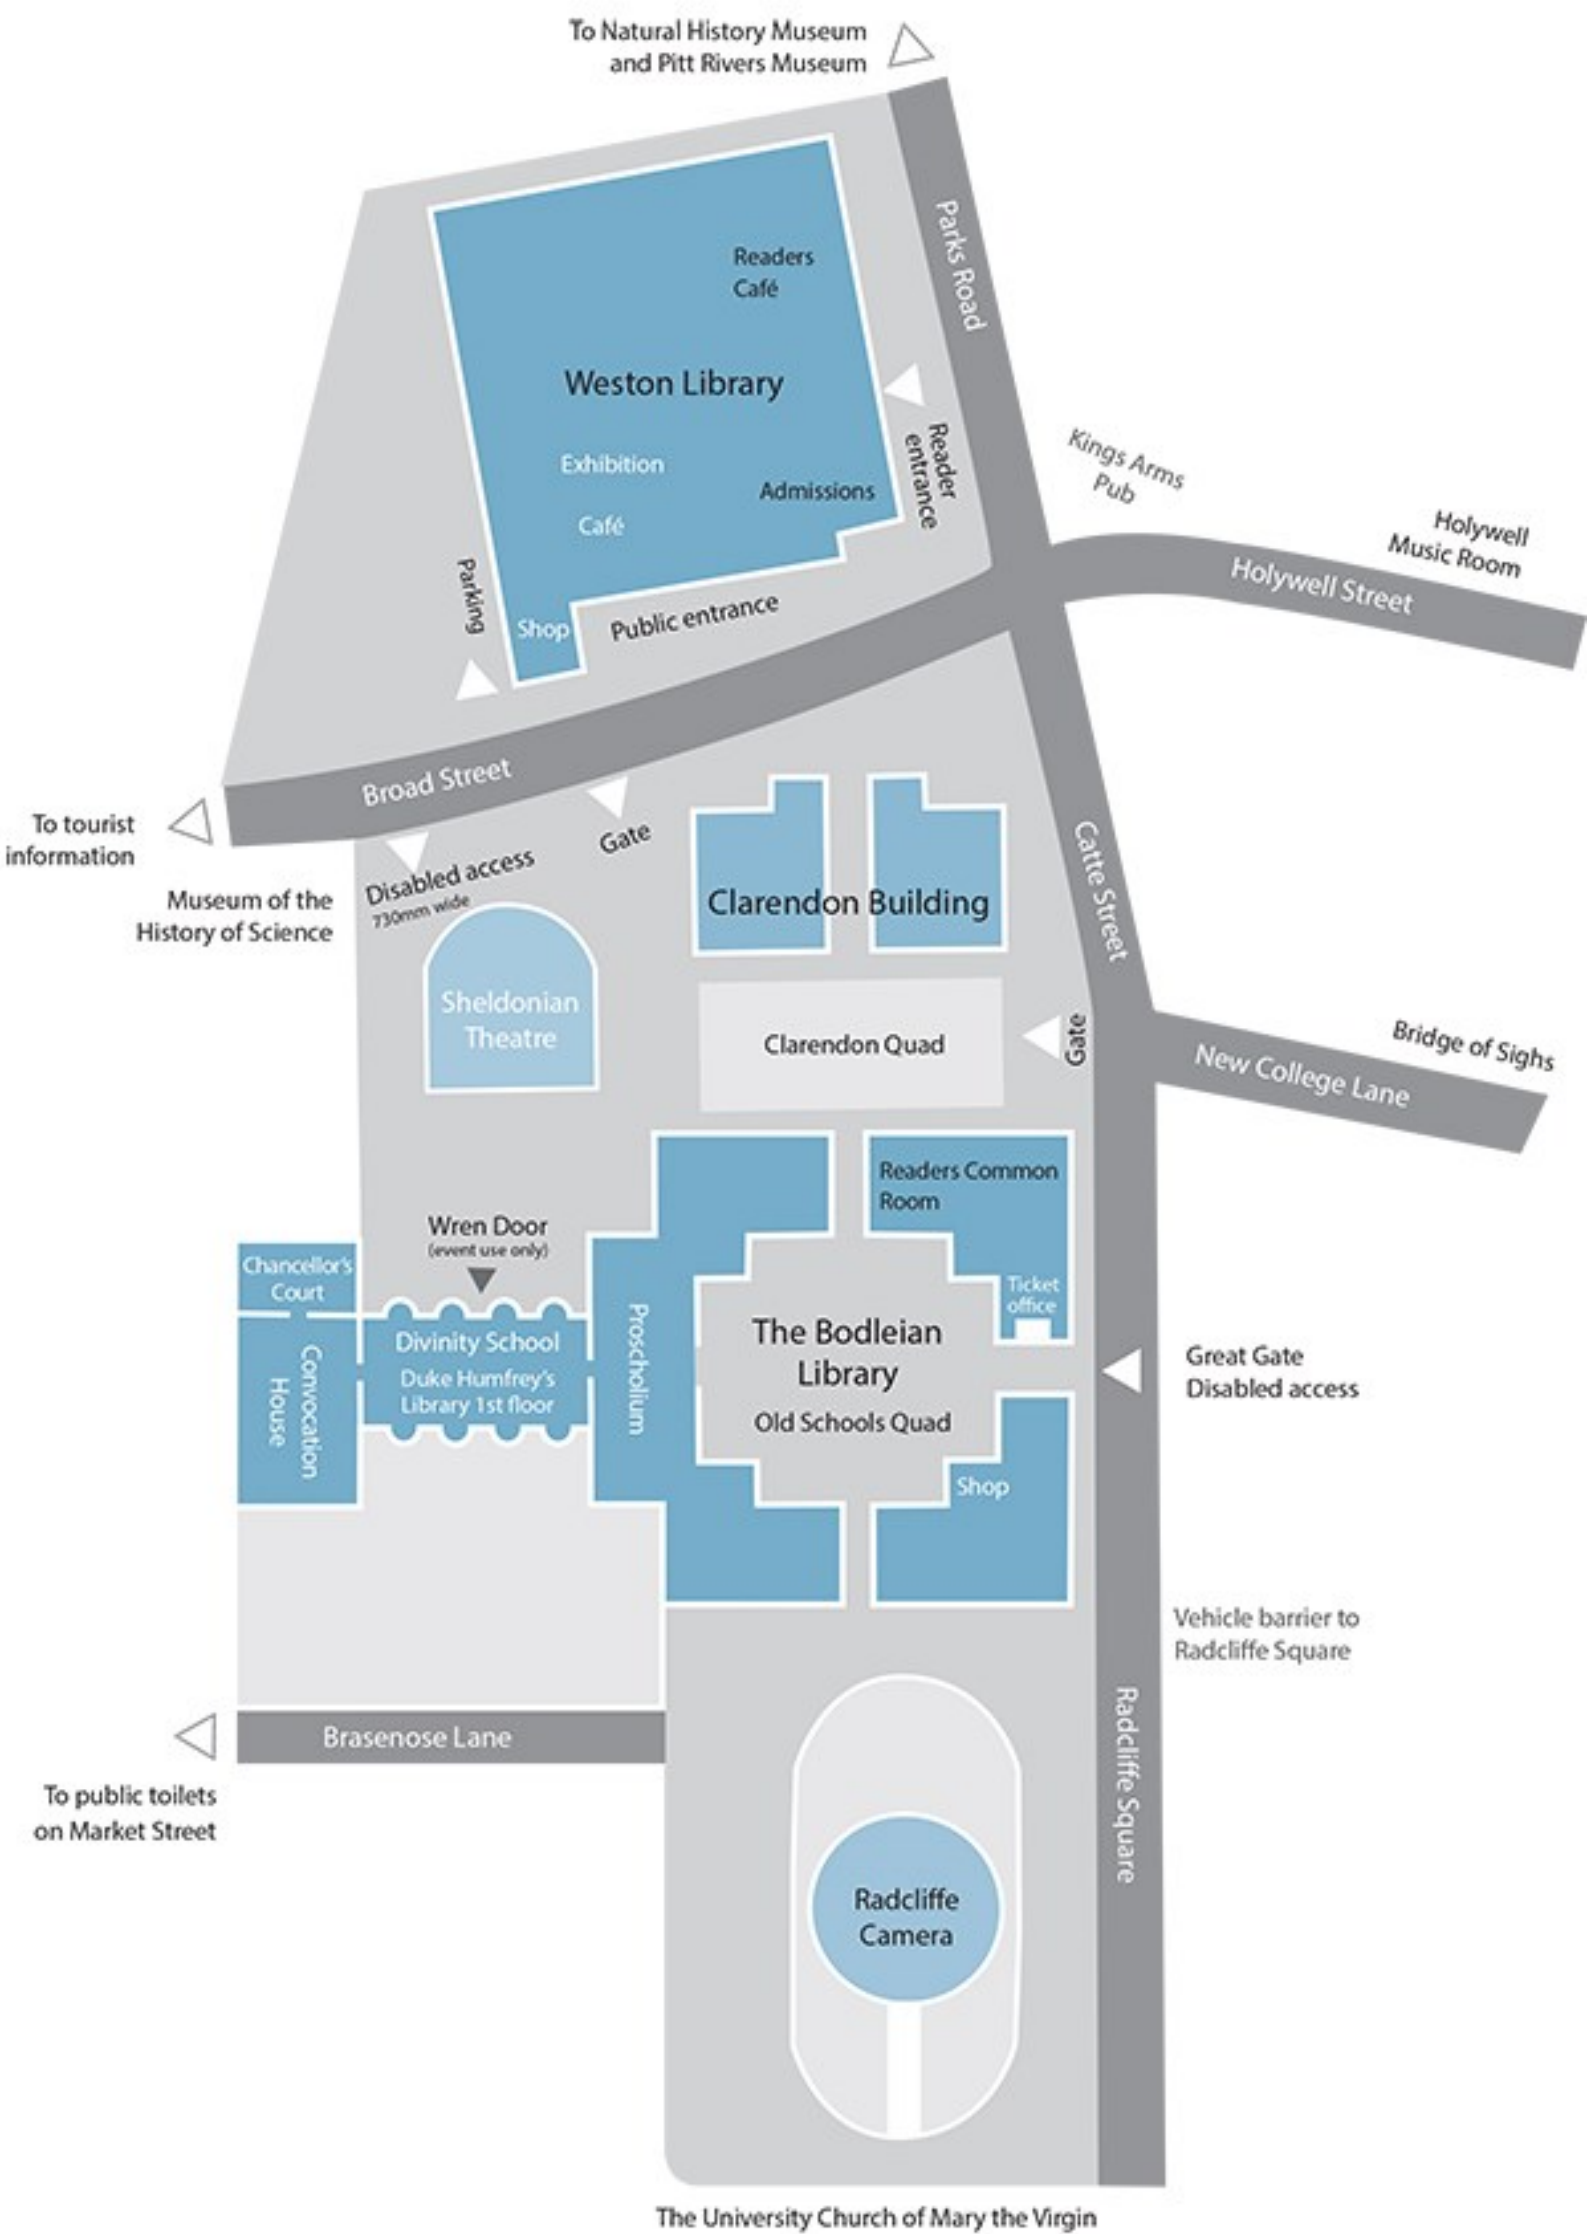 To Natural History Museum
and Pitt Rivers Museum
Parks Road
Readers
Café
Weston Library
Exhibition
Admissions
Café
Reader
entrance
Kings Arms
Pub
Holywell
Music Room
Holywell Street
Parking
Shop
Public entrance
Broad Street
To tourist
information
Gate
Disabled access
730mm wide
Museum of the
History of Science
Clarendon Building
Catte Street
Sheldonian
Theatre
Clarendon Quad
Gate
New College Lane
Bridge of Sighs
Readers Common
Room
Wren Door
(event use only)
Chancellor's
Court
Ticket
office
Convocation
House
Divinity School
Duke Humfrey's
Library 1st floor
Proscholium
The Bodleian
Library
Old Schools Quad
Great Gate
Disabled access
Shop
Vehicle barrier to
Radcliffe Square
Radcliffe Square
Brasenose Lane
To public toilets
on Market Street
Radcliffe
Camera
The University Church of Mary the Virgin